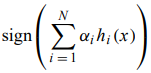 sign( ∑_{i = 1}^{N} α_i h_i(x) )